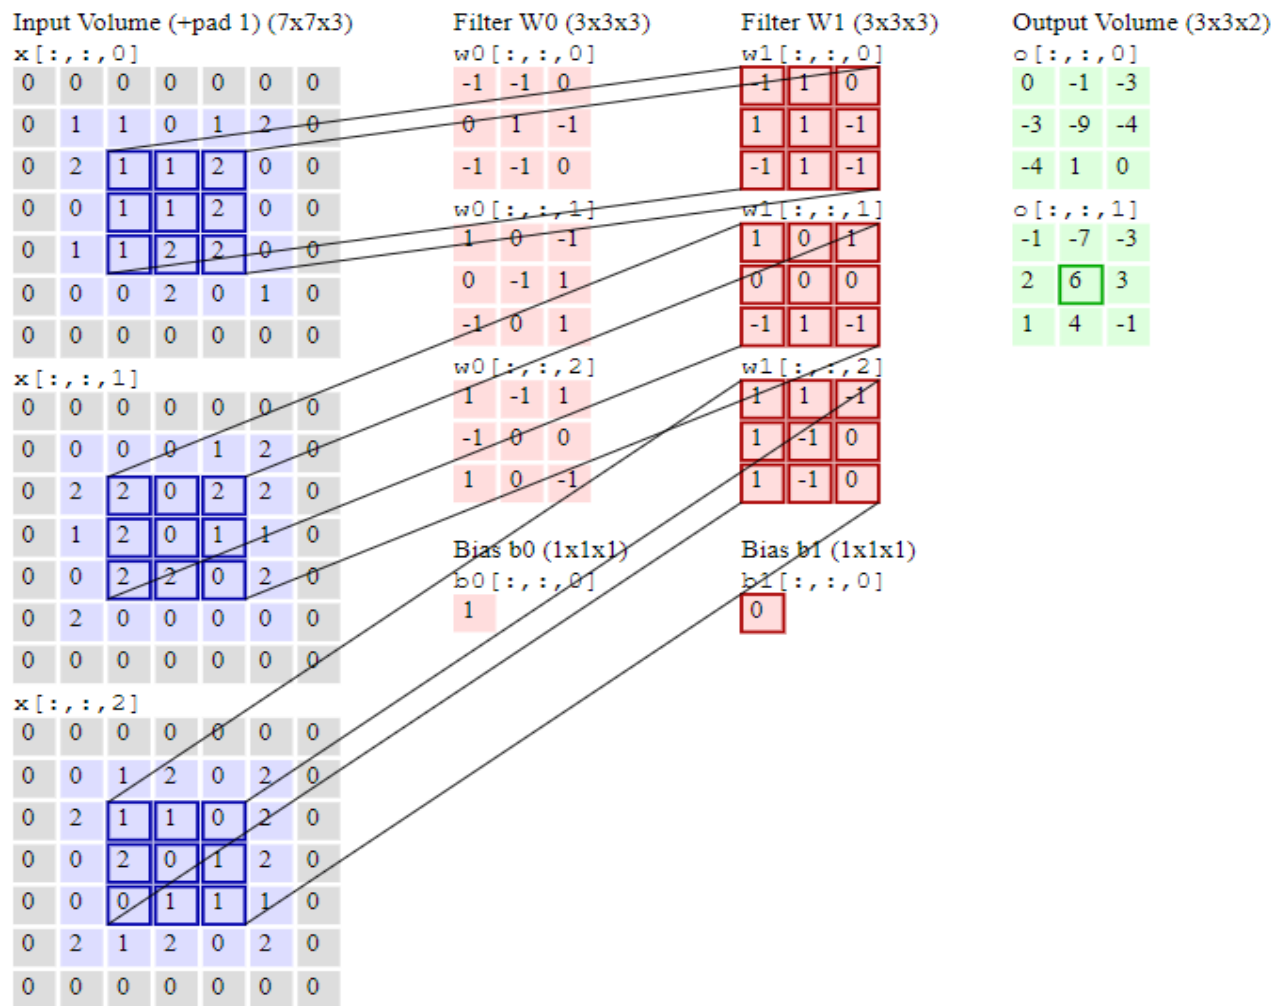 Input Volume (+pad 1) (7x7x3)
x[:,:,0]
0 0 0 0 0 0 0
0 1 1 0 1 2 0
0 2 1 1 2 0 0
0 0 1 1 2 0 0
0 1 1 2 2 0 0
0 0 0 2 0 1 0
0 0 0 0 0 0 0
x[:,:,1]
0 0 0 0 0 0 0
0 0 0 0 1 2 0
0 2 2 0 2 2 0
0 1 2 0 1 1 0
0 0 2 2 0 2 0
0 2 0 0 0 0 0
0 0 0 0 0 0 0
x[:,:,2]
0 0 0 0 0 0 0
0 0 1 2 0 2 0
0 2 1 1 0 2 0
0 0 2 0 1 2 0
0 0 0 1 1 1 0
0 2 1 2 0 2 0
0 0 0 0 0 0 0
Filter W0 (3x3x3)
w0[:,:,0]
-1 -1 0
0 1 -1
-1 -1 0
w0[:,:,1]
1 0 -1
0 -1 1
-1 0 1
w0[:,:,2]
1 -1 1
-1 0 0
1 0 -1
Bias b0 (1x1x1)
b0[:,:,0]
1
Filter W1 (3x3x3)
w1[:,:,0]
-1 1 0
1 1 -1
-1 1 -1
w1[:,:,1]
1 0 1
0 0 0
-1 1 -1
w1[:,:,2]
1 1 -1
1 -1 0
1 -1 0
Bias b1 (1x1x1)
b1[:,:,0]
0
Output Volume (3x3x2)
o[:,:,0]
0 -1 -3
-3 -9 -4
-4 1 0
o[:,:,1]
-1 -7 -3
2 6 3
1 4 -1